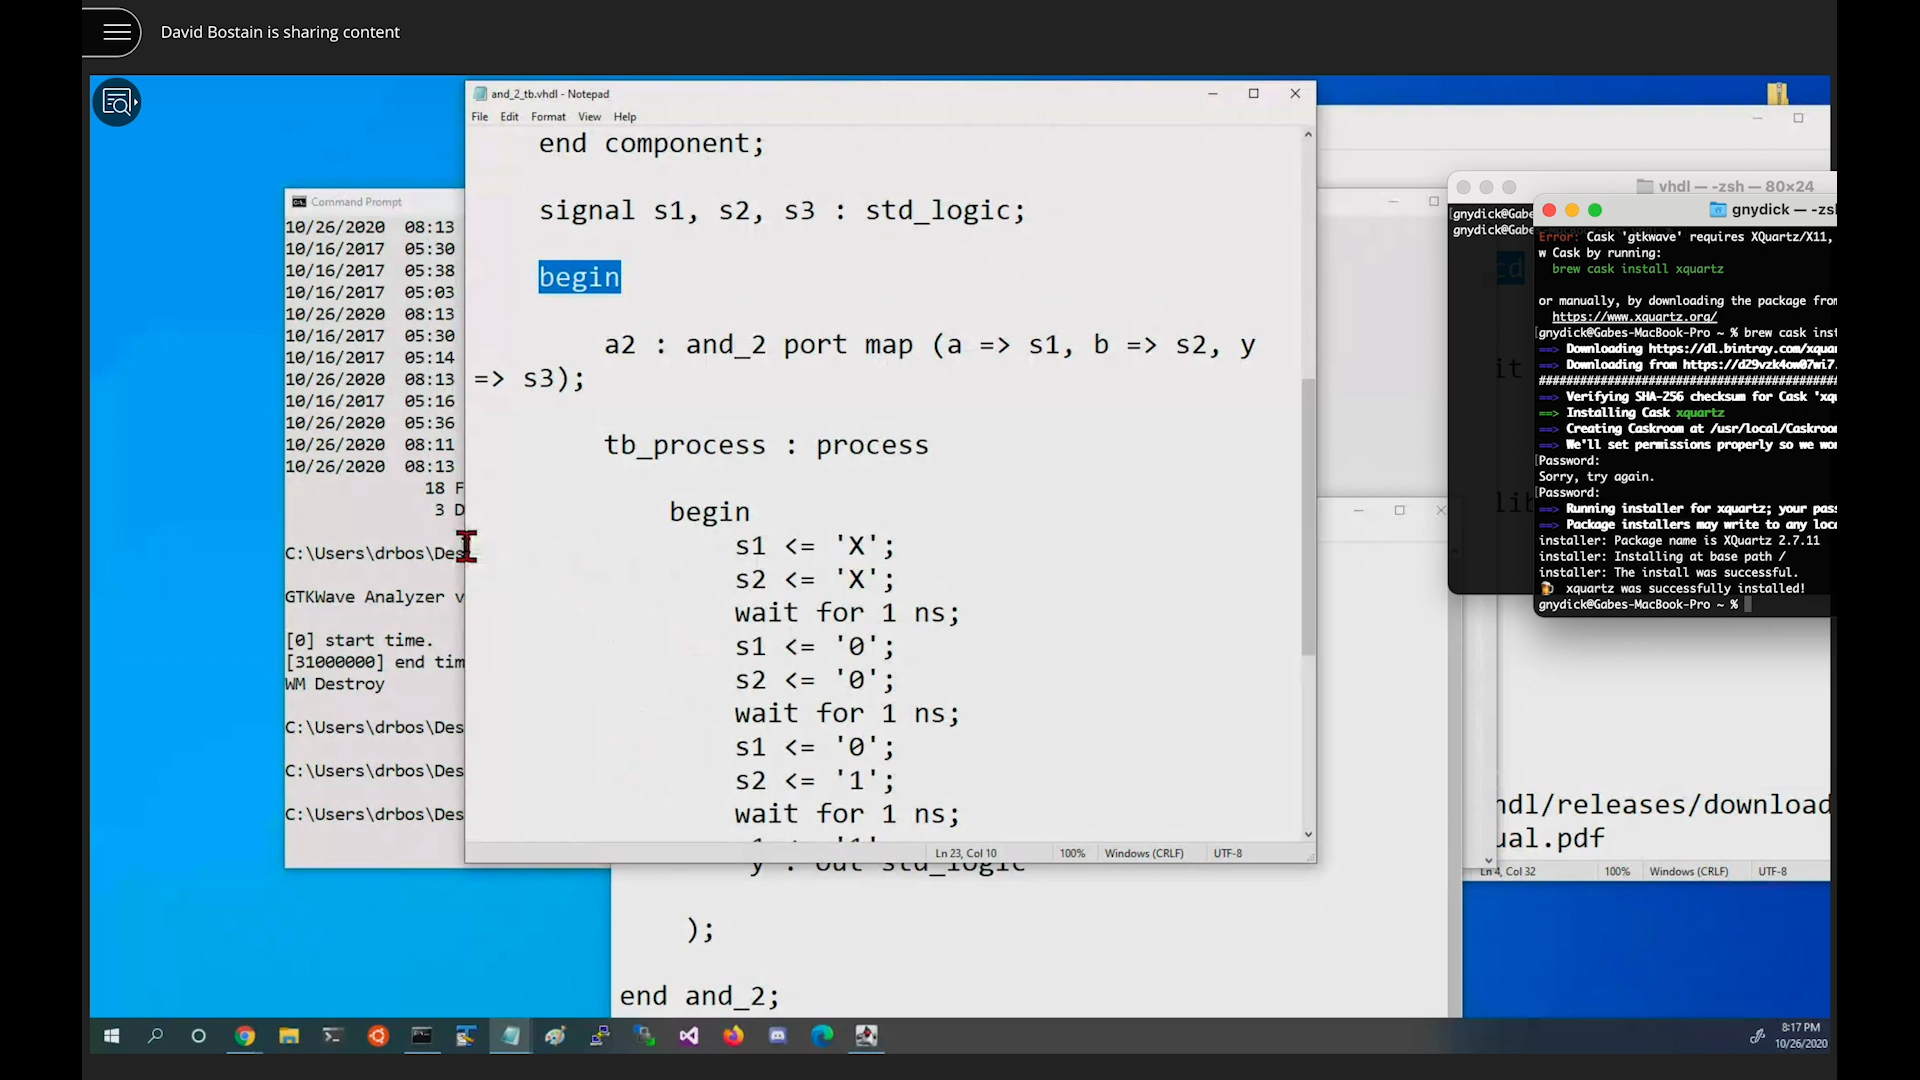 David Bostain is sharing content
and_2_tb.vhdl - Notepad
File Edit Format View Help
end component;
signal s1, s2, s3 : std_logic;
begin
a2 : and_2 port map (a => s1, b => s2, y
=> s3);
tb_process : process
begin
s1 <= 'X';
s2 <= 'X';
wait for 1 ns;
s1 <= '0';
s2 <= '0';
wait for 1 ns;
s1 <= '0';
s2 <= '1';
wait for 1 ns;
Ln 23, Col 10 100% Windows (CRLF) UTF-8
Command Prompt
10/26/2020 08:13
10/16/2017 05:30
10/16/2017 05:38
10/16/2017 05:03
10/26/2020 08:13
10/16/2017 05:30
10/16/2017 05:14
10/26/2020 08:13
10/16/2017 05:16
10/26/2020 05:36
10/26/2020 08:11
10/26/2020 08:13
18 F
3 D
C:\Users\drbos\Des
GTKWave Analyzer v
[0] start time.
[31000000] end tim
WM Destroy
C:\Users\drbos\Des
C:\Users\drbos\Des
C:\Users\drbos\Des
y : out std_logic
);
end and_2;
vhdl — -zsh — 80×24
[gnydick@Gabe
gnydick@Gabe
gnydick — -zsh
Error: Cask 'gtkwave' requires XQuartz/X11,
w Cask by running:
brew cask install xquartz
or manually, by downloading the package from
https://www.xquartz.org/
[gnydick@Gabes-MacBook-Pro ~ % brew cask inst
==> Downloading https://dl.bintray.com/xquar
==> Downloading from https://d29vzk4ow07wi7.
############################################
==> Verifying SHA-256 checksum for Cask 'xqu
==> Installing Cask xquartz
==> Creating Caskroom at /usr/local/Caskroom
==> We'll set permissions properly so we won
[Password:
Sorry, try again.
[Password:
==> Running installer for xquartz; your pass
==> Package installers may write to any loca
installer: Package name is XQuartz 2.7.11
installer: Installing at base path /
installer: The install was successful.
xquartz was successfully installed!
gnydick@Gabes-MacBook-Pro ~ %
cd
it
lib
hdl/releases/download
ual.pdf
Ln 4, Col 32 100% Windows (CRLF) UTF-8
8:17 PM
10/26/2020